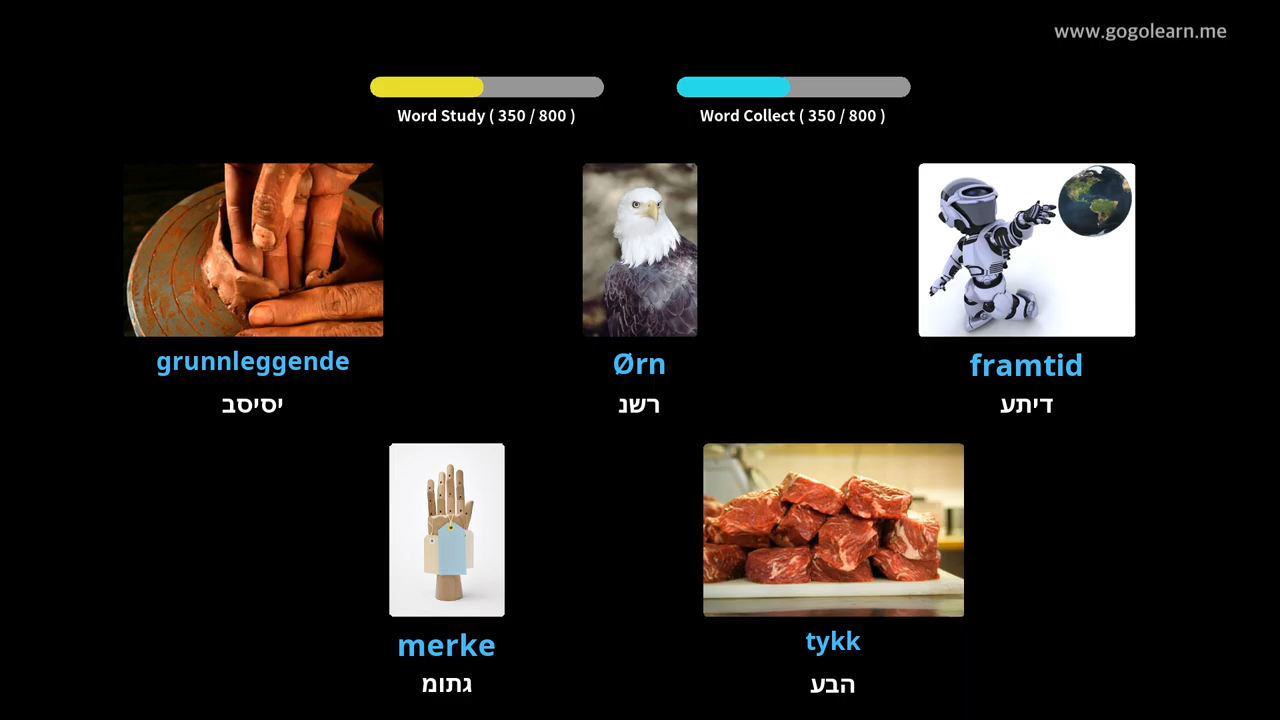 www.gogolearn.me
Word Study ( 350 / 800 )
Word Collect ( 350 / 800 )
grunnleggende
יסיסב
Ørn
רשנ
framtid
דיתע
merke
גתומ
tykk
הבע